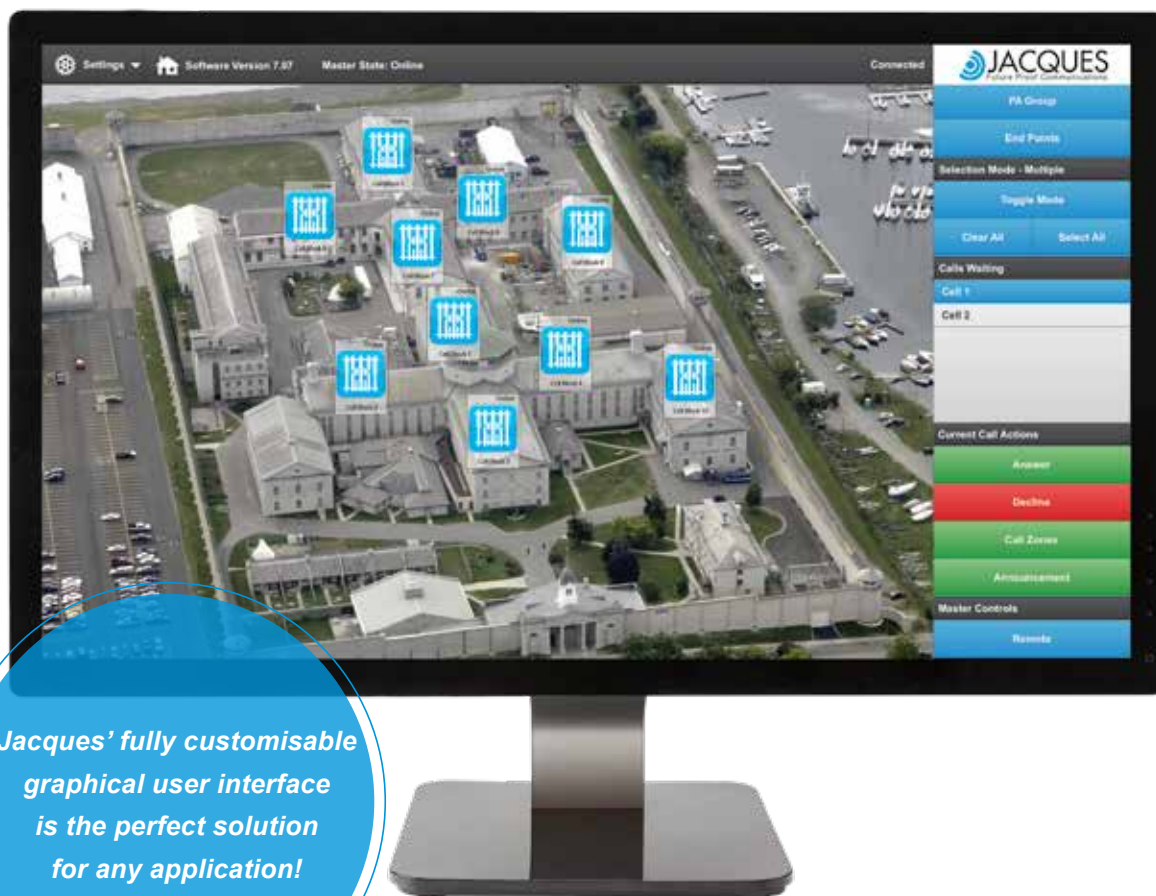 Settings
Software Version 7.07
Master State: Online
Connected
JACQUES
Future Proof Communications
PA Group
End Points
Selection Mode - Multiple
Toggle Mode
Clear All
Select All
Calls Waiting
Cell 1
Cell 2
Current Call Actions
Answer
Decline
Call Zones
Announcement
Master Controls
Remote
Jacques’ fully customisable
graphical user interface
is the perfect solution
for any application!